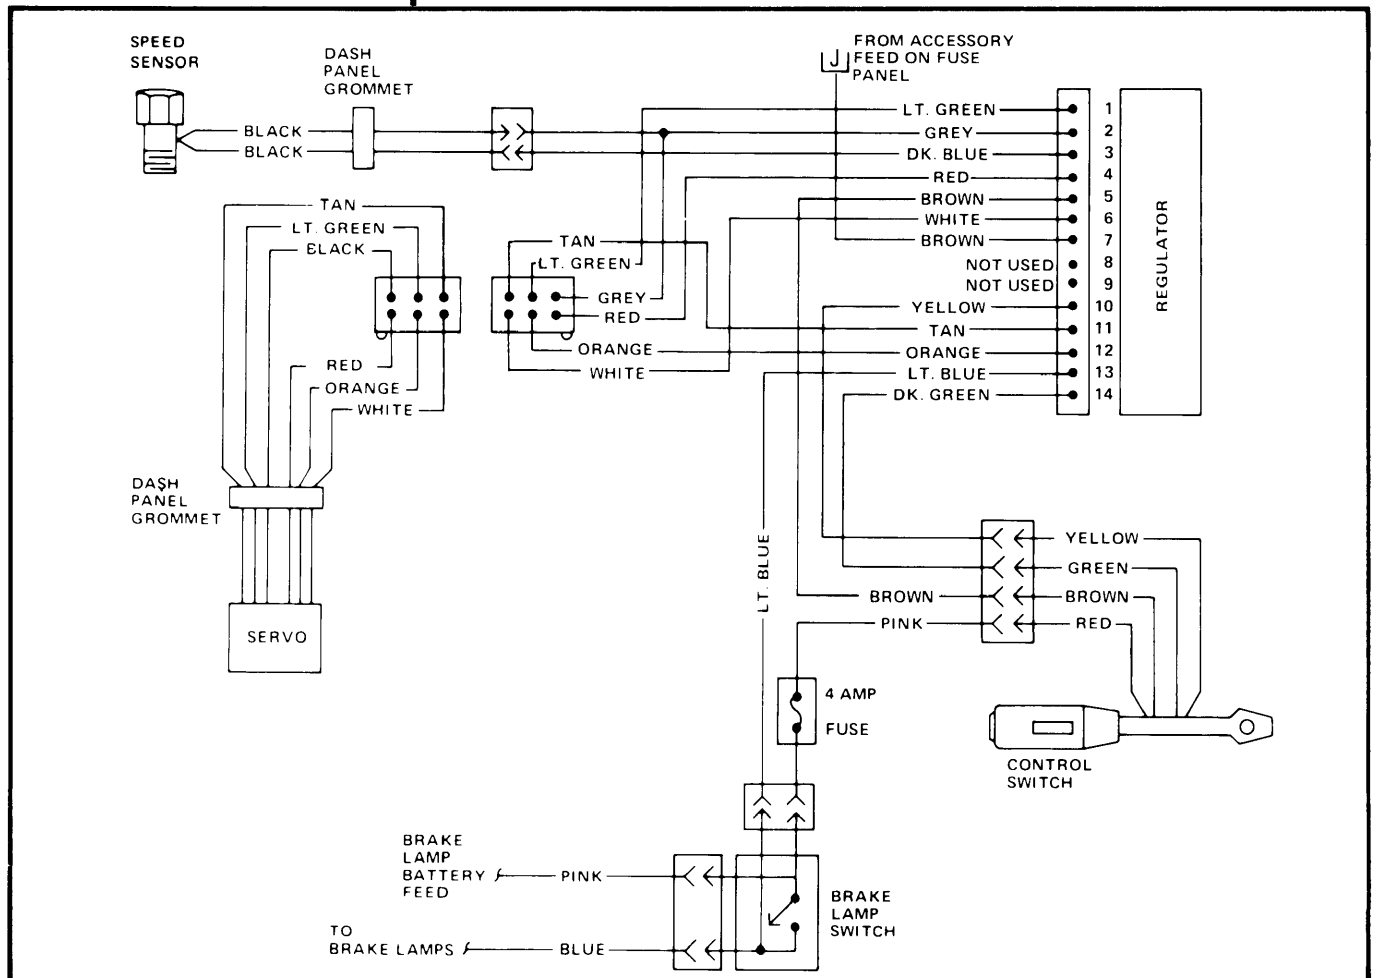 SPEED
SENSOR
DASH
PANEL
GROMMET
J
FROM ACCESSORY
FEED ON FUSE
PANEL
BLACK
BLACK
LT. GREEN
1
GREY
2
DK. BLUE
3
RED
4
BROWN
5
WHITE
6
BROWN
7
NOT USED
8
NOT USED
9
YELLOW
10
TAN
11
ORANGE
12
LT. BLUE
13
DK. GREEN
14
REGULATOR
TAN
LT. GREEN
BLACK
TAN
LT. GREEN
GREY
RED
ORANGE
WHITE
RED
ORANGE
WHITE
DASH
PANEL
GROMMET
SERVO
LT. BLUE
YELLOW
GREEN
BROWN
BROWN
PINK
RED
4 AMP
FUSE
CONTROL
SWITCH
BRAKE
LAMP
BATTERY
FEED
PINK
BRAKE
LAMP
SWITCH
TO
BRAKE LAMPS
BLUE